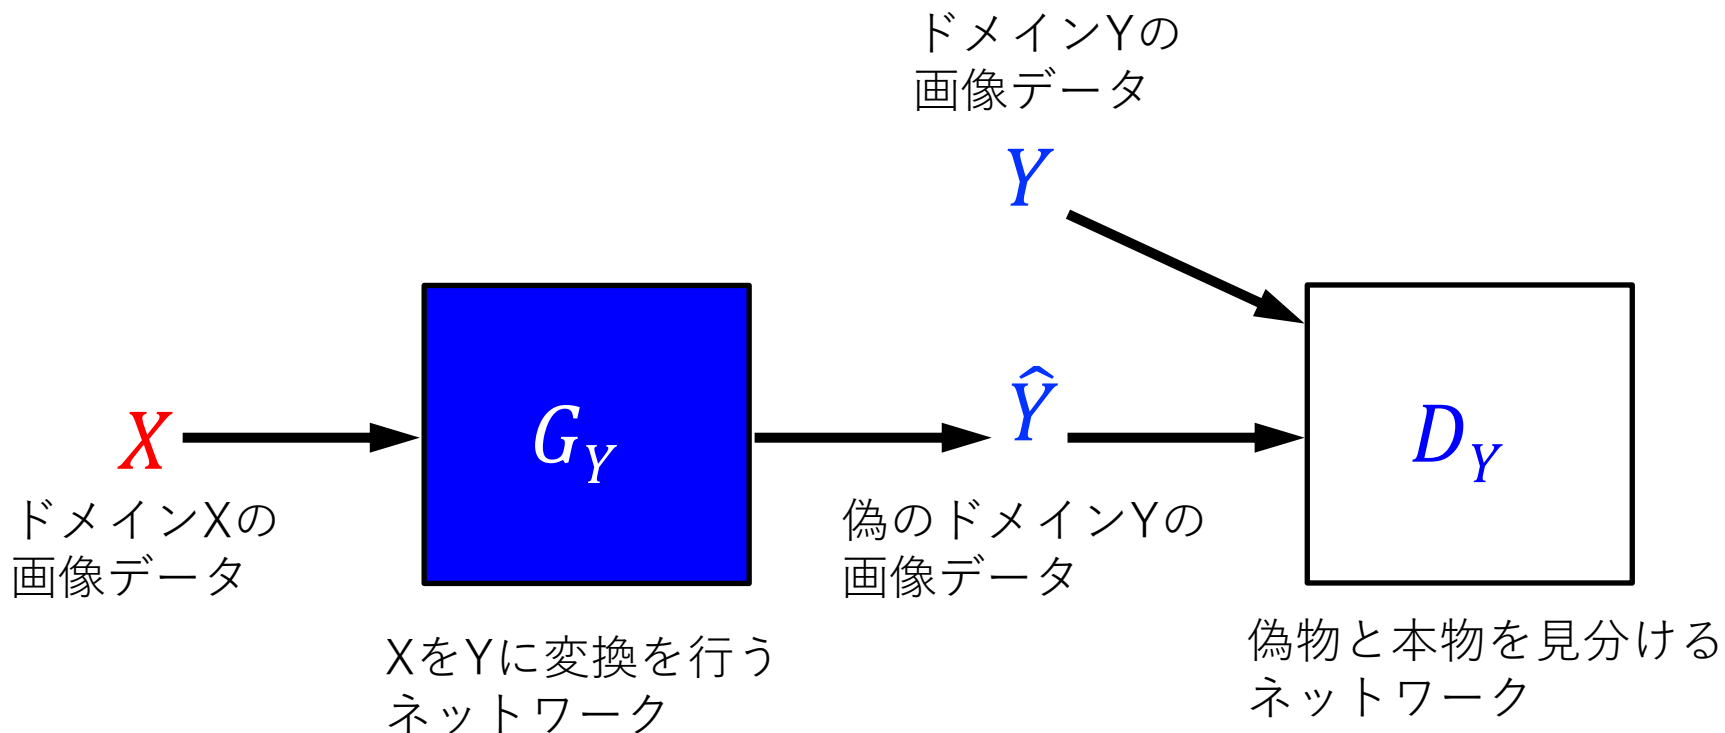 ドメインYの
画像データ
Y
X
ドメインXの
画像データ
G_Y
XをYに変換を行う
ネットワーク
Ŷ
偽のドメインYの
画像データ
D_Y
偽物と本物を見分ける
ネットワーク